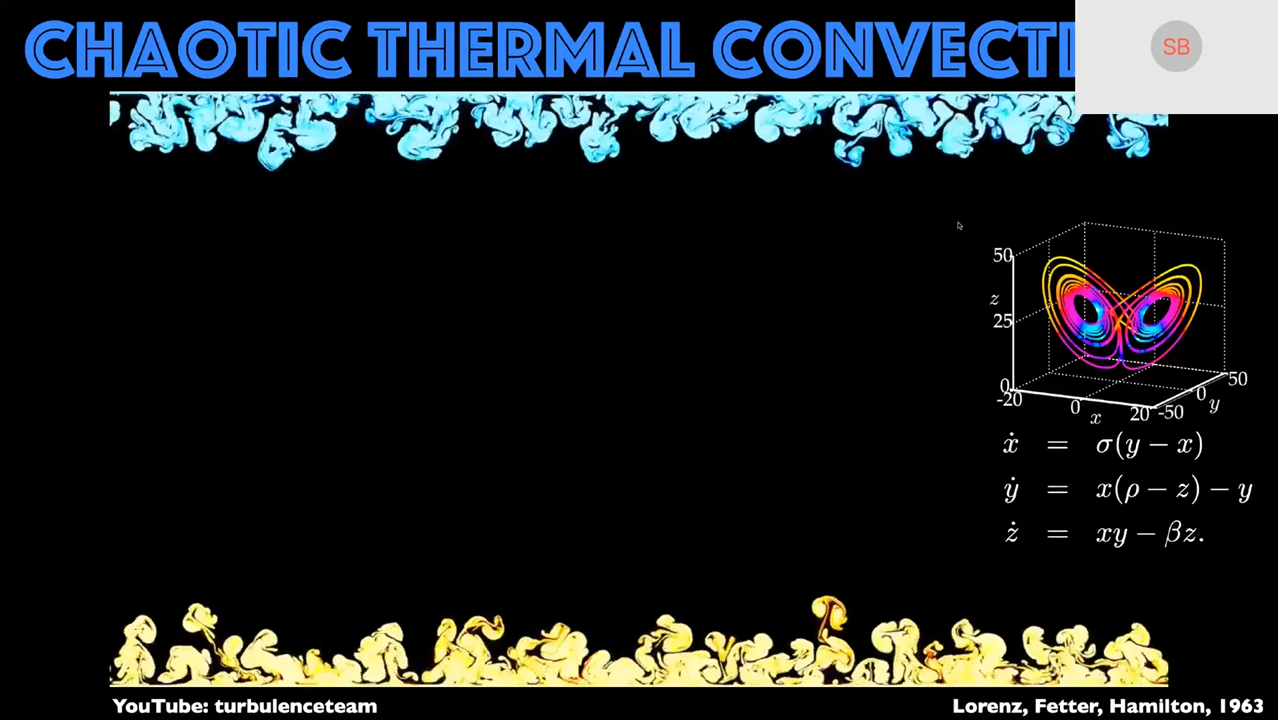 CHAOTIC THERMAL CONVECTI
SB
50
z
25
0
-20
0
x
20
-50
0
y
50
ẋ = σ(y − x)
ẏ = x(ρ − z) − y
ż = xy − βz.
YouTube: turbulenceteam
Lorenz, Fetter, Hamilton, 1963